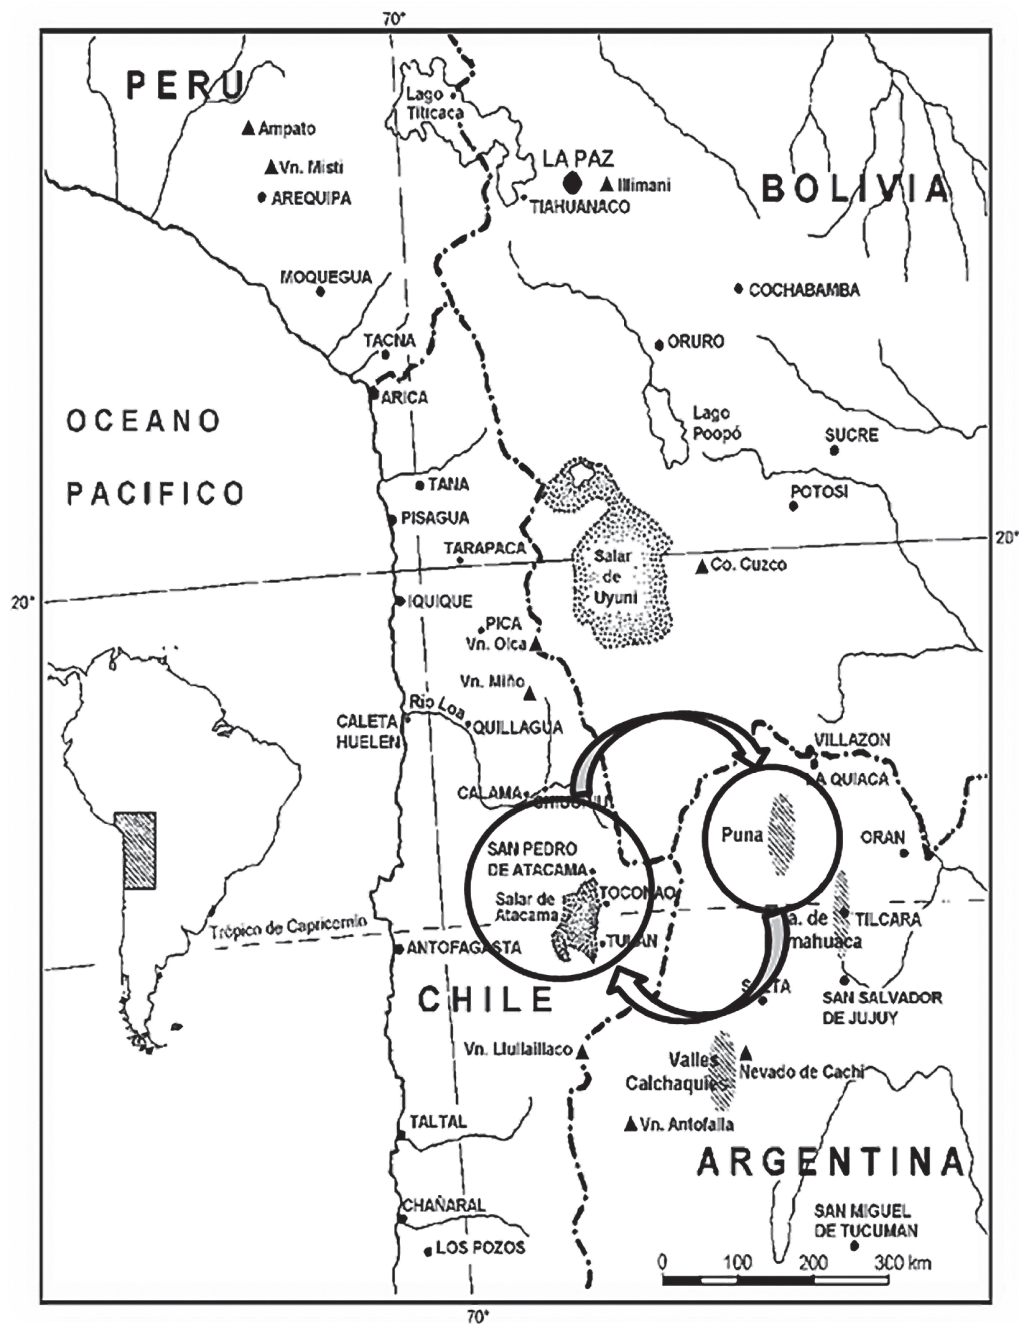 70°
PERU
Lago
Titicaca
Ampato
Vn. Misti
AREQUIPA
LA PAZ
Illimani
TIAHUANACO
BOLIVIA
MOQUEGUA
COCHABAMBA
TACNA
ORURO
ARICA
OCEANO
PACIFICO
Lago
Poopó
SUCRE
TANA
POTOSI
PISAGUA
TARAPACA
Salar
de
Uyuni
Co. Cuzco
20°
20°
IQUIQUE
PICA
Vn. Olca
Vn. Miño
Rio Loa
CALETA
HUELEN
QUILLAGUA
VILLAZON
LA QUIACA
CALAMA
Puna
ORAN
SAN PEDRO
DE ATACAMA
Salar de
Atacama
TOCONAO
TULAN
Trópico de Capricornio
ANTOFAGASTA
a. de
mahuaca
TILCARA
CHILE
SALTA
SAN SALVADOR
DE JUJUY
Vn. Llullaillaco
Valles
Calchaquies
Nevado de Cachi
Vn. Antofalla
TALTAL
ARGENTINA
CHAÑARAL
LOS POZOS
SAN MIGUEL
DE TUCUMAN
0 100 200 300 km
70°